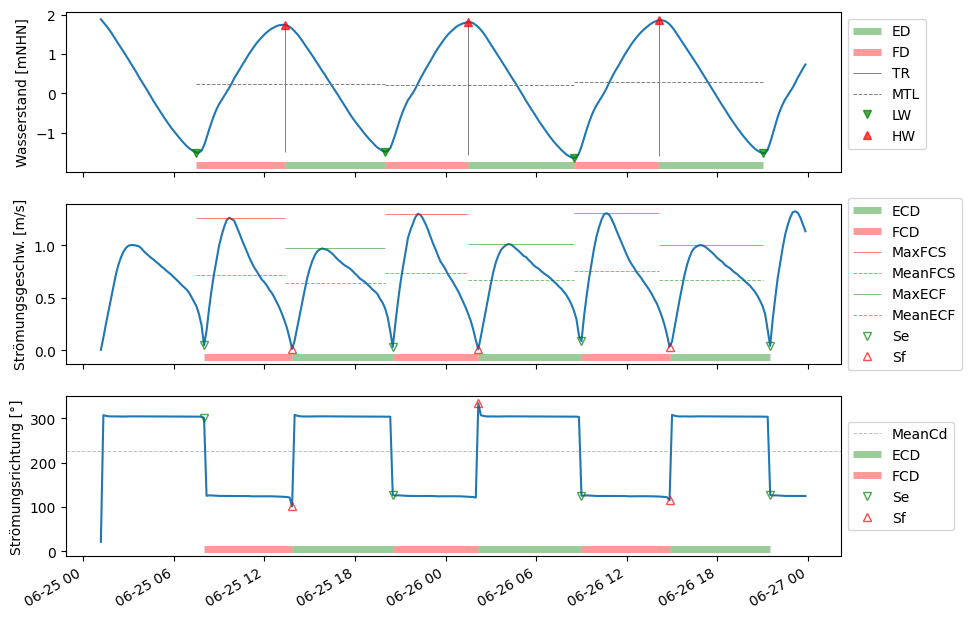 Wasserstand [mNHN]
2
1
0
−1
ED
FD
TR
MTL
LW
HW
Strömungsgeschw. [m/s]
1.0
0.5
0.0
ECD
FCD
MaxFCS
MeanFCS
MaxECF
MeanECF
Se
Sf
Strömungsrichtung [°]
300
200
100
0
MeanCd
ECD
FCD
Se
Sf
06-25 00
06-25 06
06-25 12
06-25 18
06-26 00
06-26 06
06-26 12
06-26 18
06-27 00